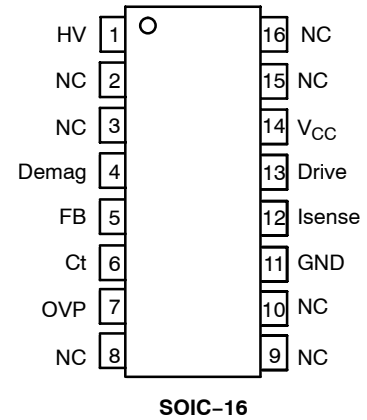 HV 1 16 NC
NC 2 15 NC
NC 3 14 VCC
Demag 4 13 Drive
FB 5 12 Isense
Ct 6 11 GND
OVP 7 10 NC
NC 8 9 NC
SOIC−16